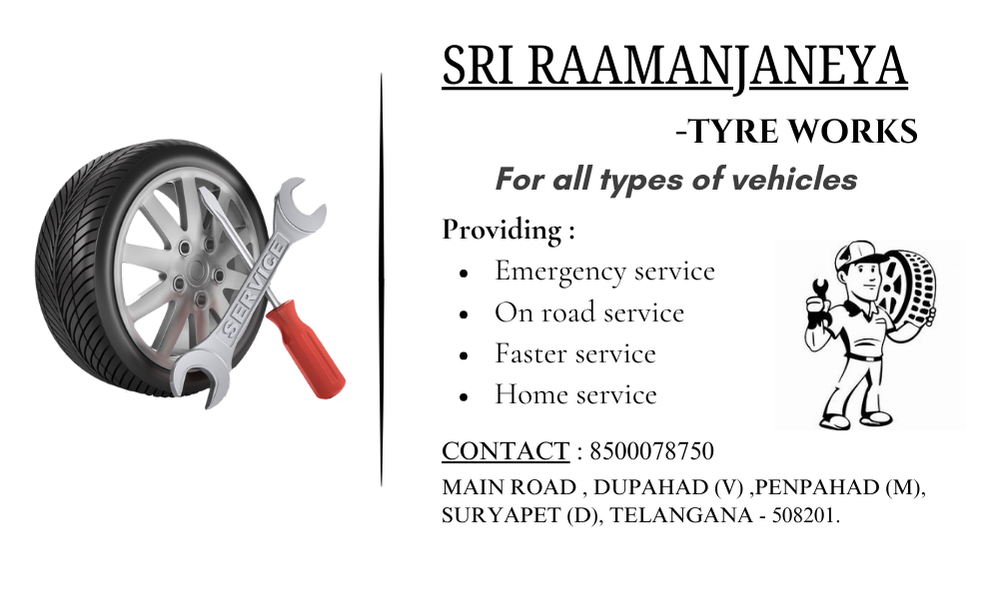 SRI RAAMANJANEYA
-TYRE WORKS
For all types of vehicles
Providing :
• Emergency service
• On road service
• Faster service
• Home service
CONTACT : 8500078750
MAIN ROAD , DUPAHAD (V) ,PENPAHAD (M),
SURYAPET (D), TELANGANA - 508201.
SERVICE